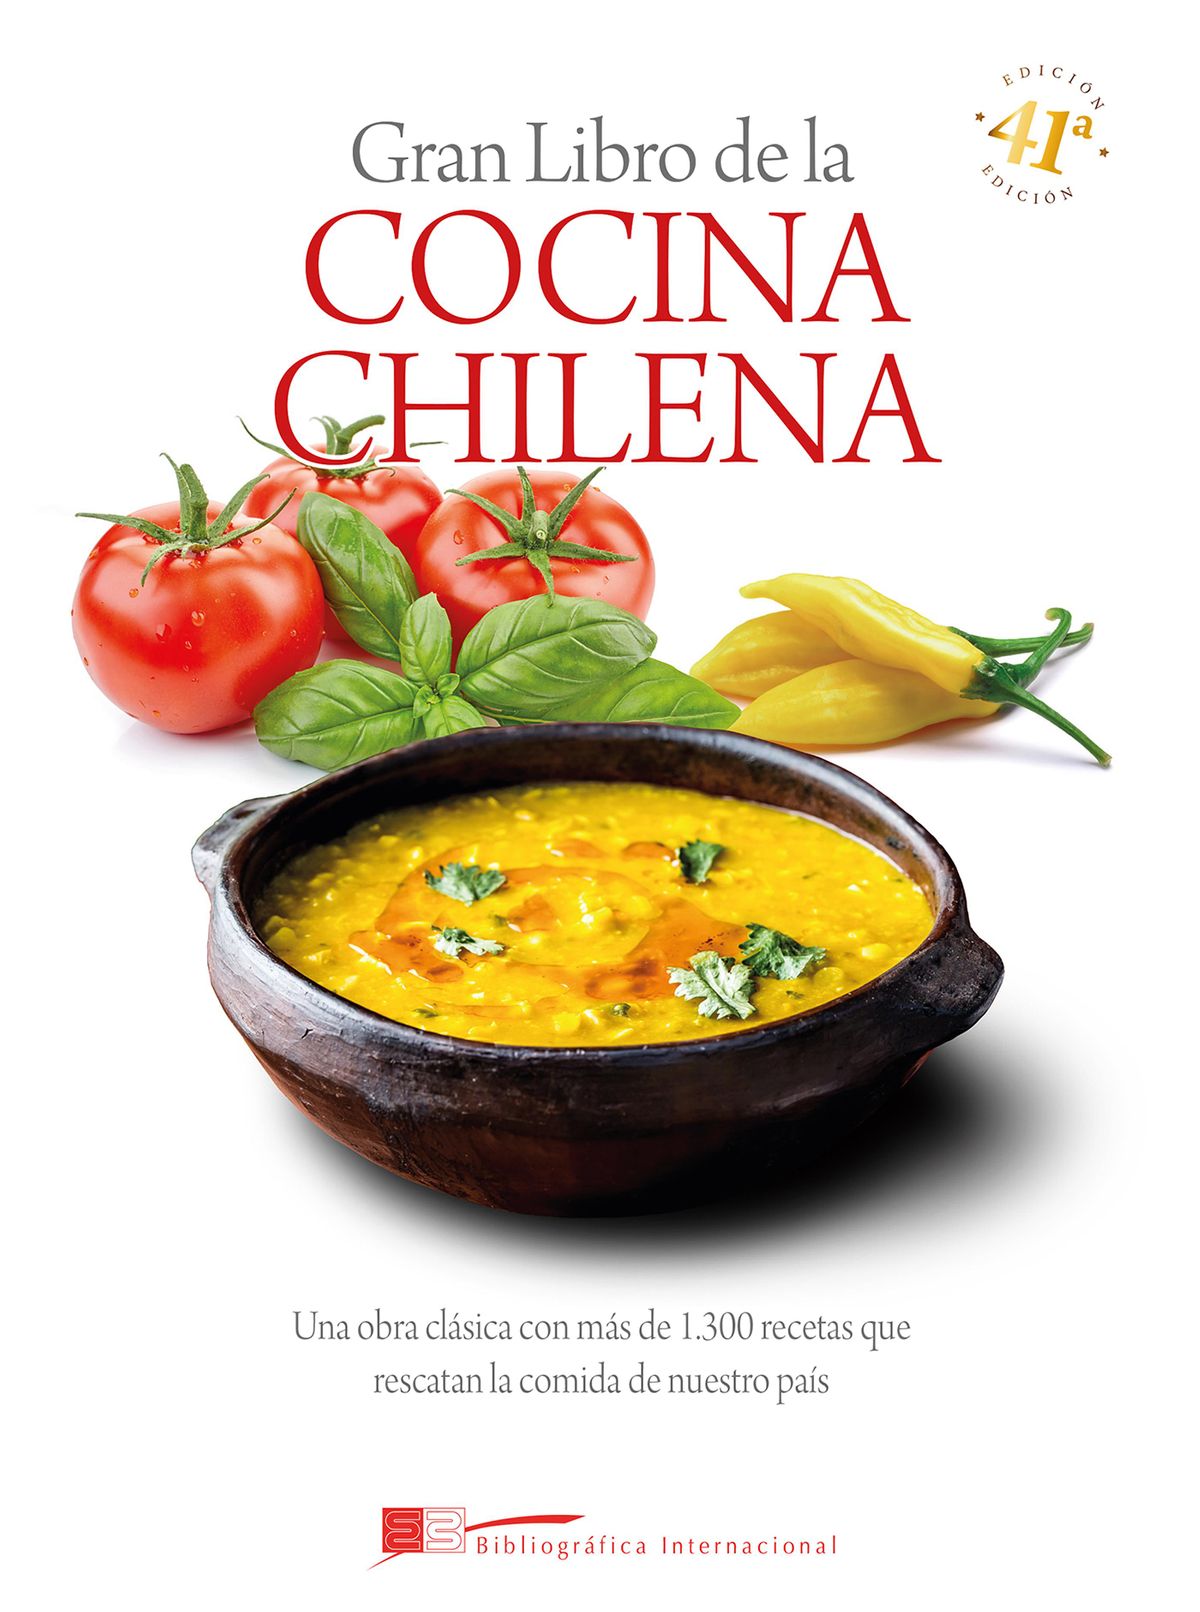 EDICIÓN
41ª
EDICIÓN
Gran Libro de la
COCINA
CHILENA
Una obra clásica con más de 1.300 recetas que
rescatan la comida de nuestro país
Bibliográfica Internacional